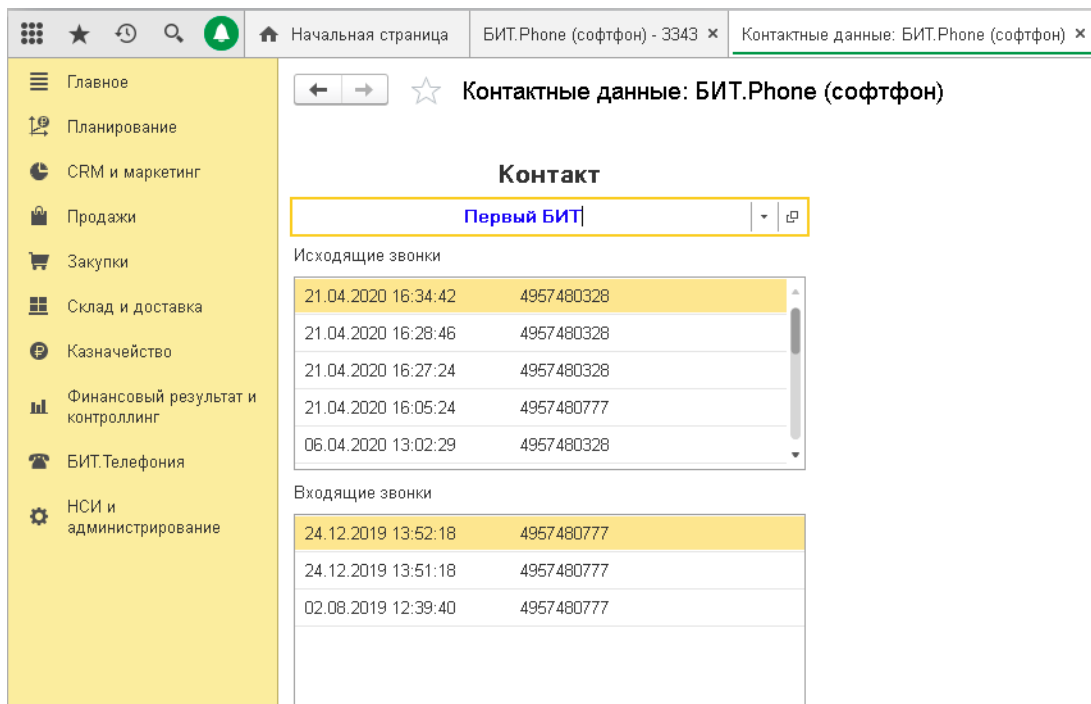 Начальная страница
БИТ.Phone (софтфон) - 3343 ×
Контактные данные: БИТ.Phone (софтфон) ×
Главное
Планирование
CRM и маркетинг
Продажи
Закупки
Склад и доставка
Казначейство
Финансовый результат и
контроллинг
БИТ.Телефония
НСИ и
администрирование
Контактные данные: БИТ.Phone (софтфон)
Контакт
Первый БИТ
Исходящие звонки
21.04.2020 16:34:42 4957480328
21.04.2020 16:28:46 4957480328
21.04.2020 16:27:24 4957480328
21.04.2020 16:05:24 4957480777
06.04.2020 13:02:29 4957480328
Входящие звонки
24.12.2019 13:52:18 4957480777
24.12.2019 13:51:18 4957480777
02.08.2019 12:39:40 4957480777